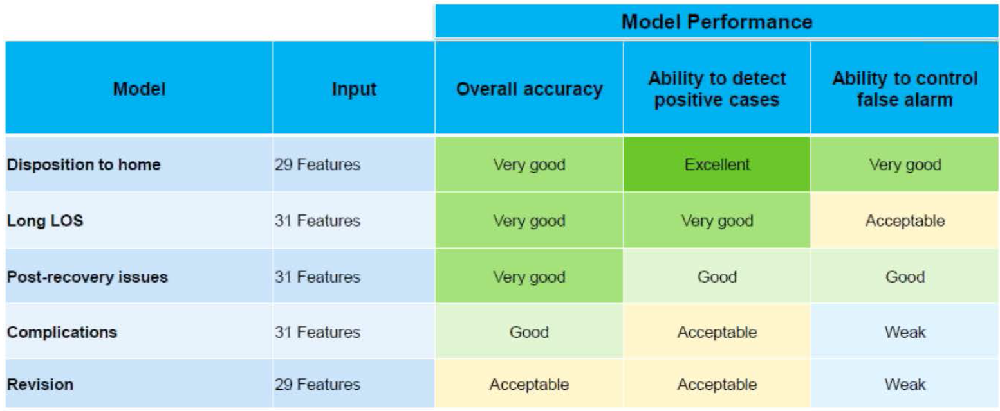 Model Performance
Model Input Overall accuracy Ability to detect positive cases Ability to control false alarm
Disposition to home 29 Features Very good Excellent Very good
Long LOS 31 Features Very good Very good Acceptable
Post-recovery issues 31 Features Very good Good Good
Complications 31 Features Good Acceptable Weak
Revision 29 Features Acceptable Acceptable Weak